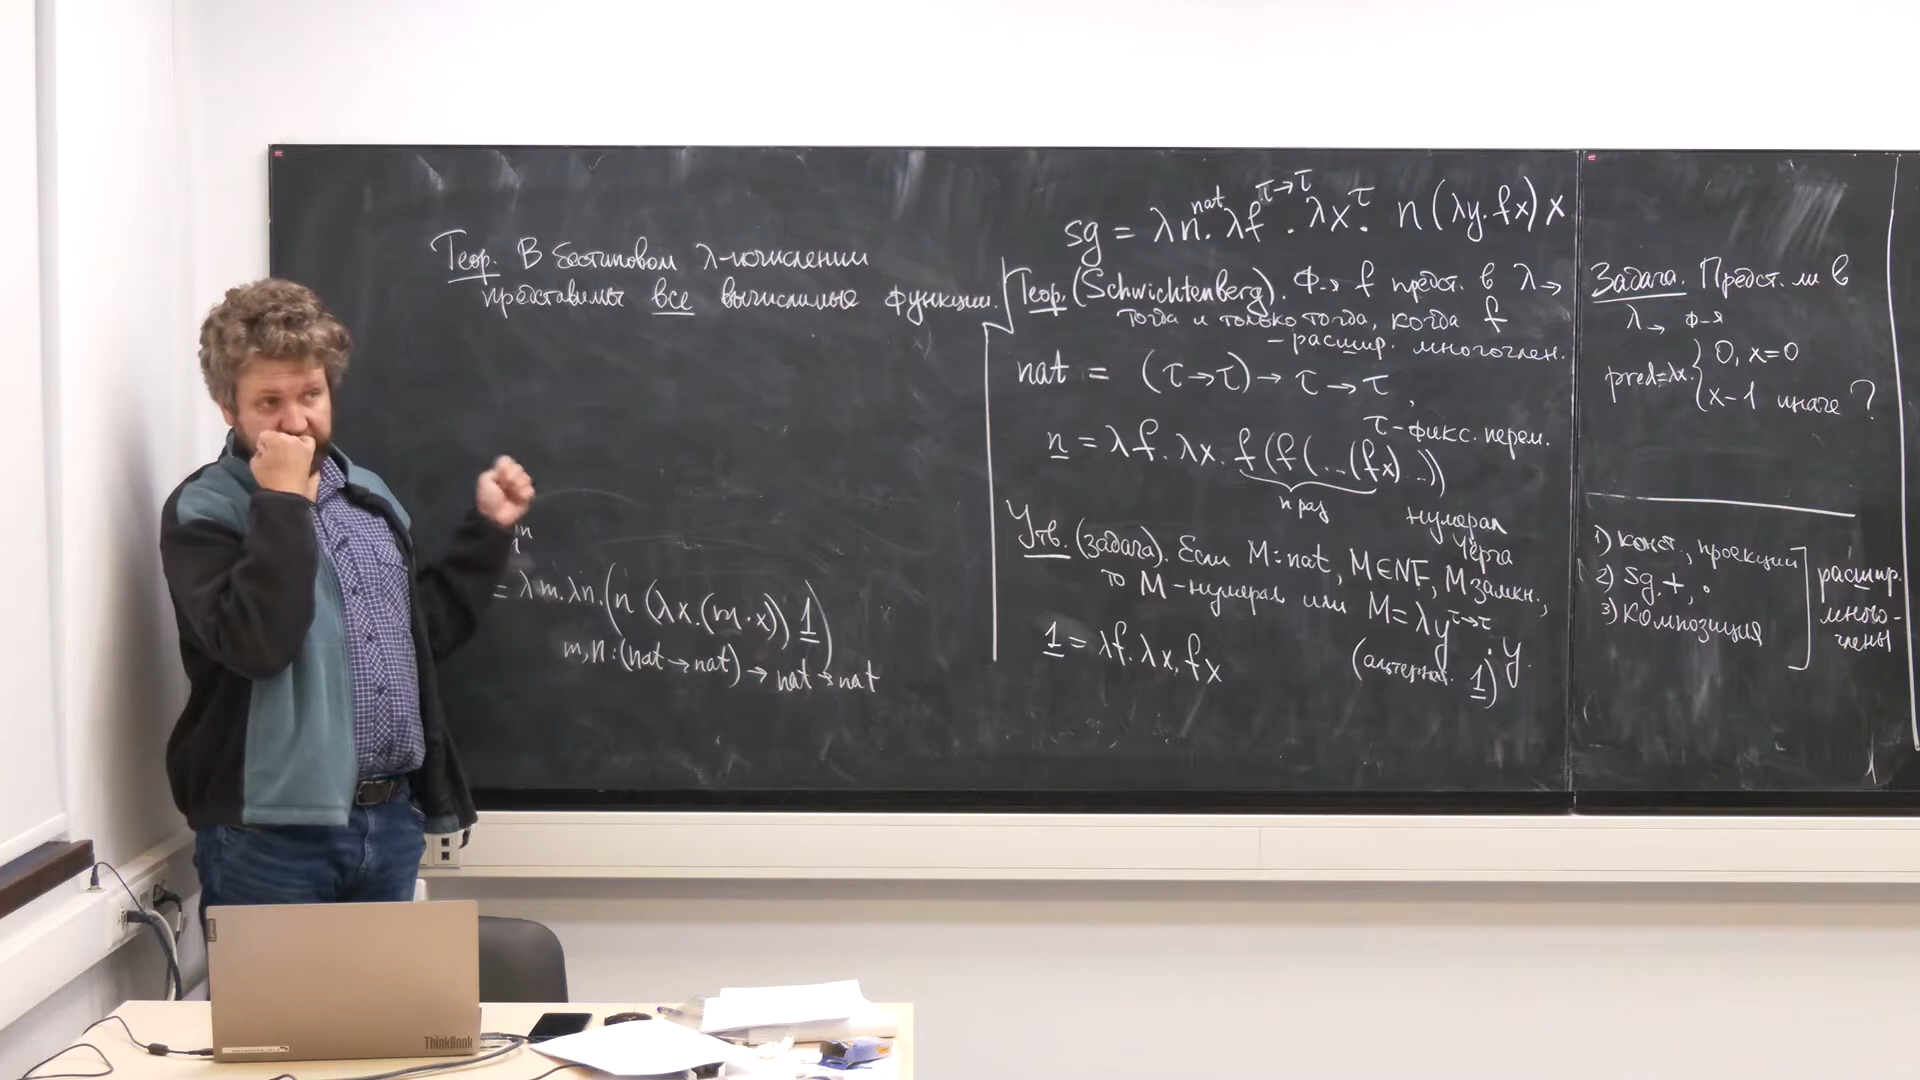 Теор. В бестиповом λ-исчислении
представимы все вычислимые функции.
= λm.λn.(n (λx.(m·x)) 1)
m,n:(nat→nat)→nat→nat
sg = λn^nat.λf^τ→τ.λx^τ. n(λy.fx)x
Теор. (Schwichtenberg). Ф-я f предст. в λ→
тогда и только тогда, когда f
– расшир. многочлен.
nat = (τ→τ)→τ→τ,
τ-фикс. перем.
n = λf.λx.f(f(...(fx)...))
n раз
нумерал
Чёрча
Утв. (задача). Если M:nat, M∈NF, M замкн.,
то M-нумерал или M=λy^τ→τ.y.
1 = λf.λx.fx
(альтернат. 1)
Задача. Предст. ли в
λ→ ф-я
pred=λx.{0, x=0
x-1 иначе ?
1) конст., проекции
2) Sg,+,·
3) Композиция
расшир.
много-
члены
ThinkBook
Lenovo